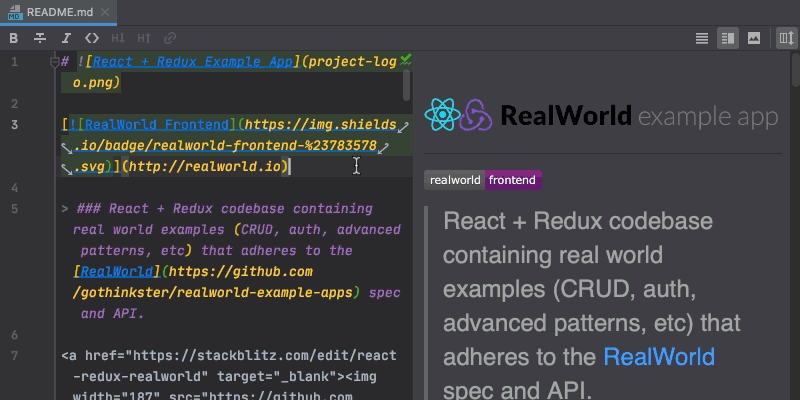 README.md
B
I
<>
H↓
H↑
1
# ![React + Redux Example App](project-log
o.png)
2
3
[![RealWorld Frontend](https://img.shields
.io/badge/realworld-frontend-%23783578
.svg)](http://realworld.io)
4
5
> ### React + Redux codebase containing
real world examples (CRUD, auth, advanced
patterns, etc) that adheres to the
[RealWorld](https://github.com
/gothinkster/realworld-example-apps) spec
and API.
6
7
<a href="https://stackblitz.com/edit/react
-redux-realworld" target="_blank"><img
width="187" src="https://github.com
RealWorld example app
realworld frontend
React + Redux codebase
containing real world
examples (CRUD, auth,
advanced patterns, etc) that
adheres to the RealWorld
spec and API.